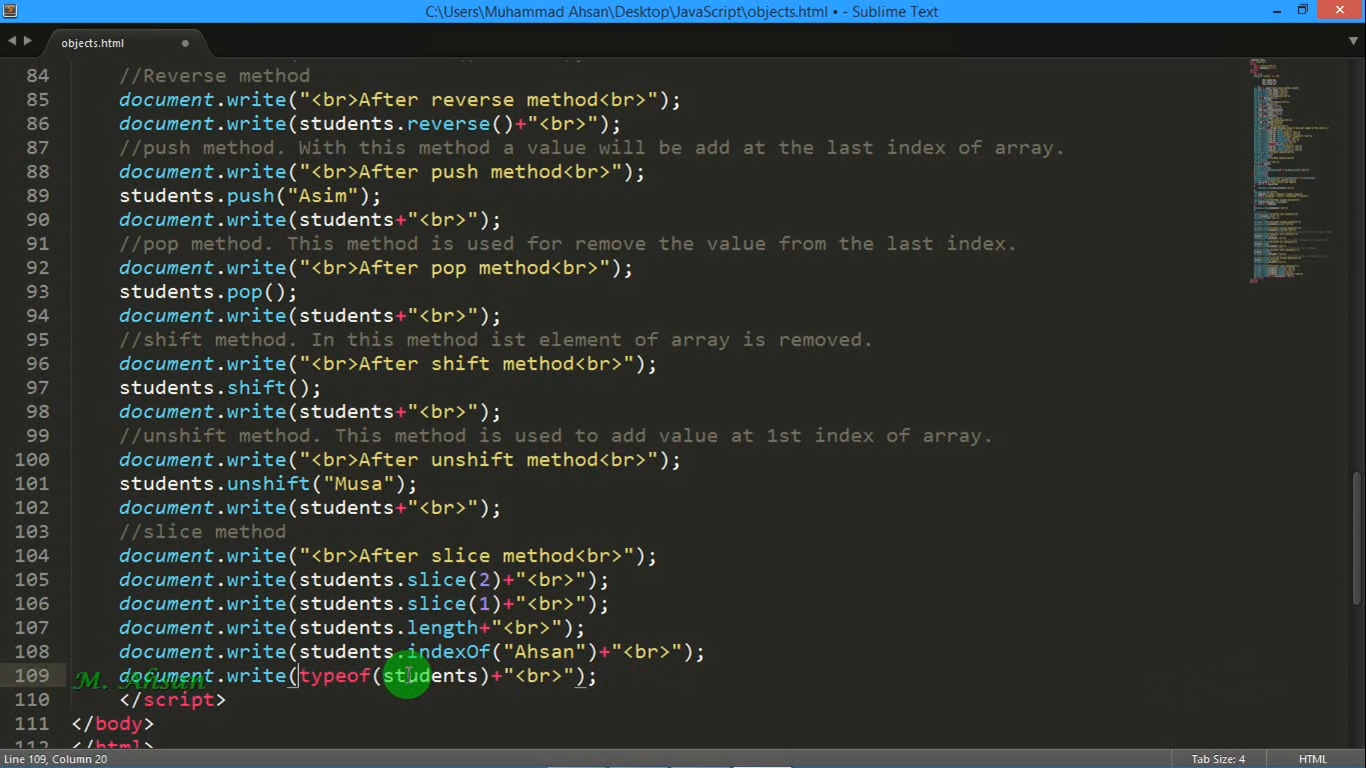 C:\Users\Muhammad Ahsan\Desktop\JavaScript\objects.html • - Sublime Text
objects.html
84 //Reverse method
85 document.write("<br>After reverse method<br>");
86 document.write(students.reverse()+"<br>");
87 //push method. With this method a value will be add at the last index of array.
88 document.write("<br>After push method<br>");
89 students.push("Asim");
90 document.write(students+"<br>");
91 //pop method. This method is used for remove the value from the last index.
92 document.write("<br>After pop method<br>");
93 students.pop();
94 document.write(students+"<br>");
95 //shift method. In this method ist element of array is removed.
96 document.write("<br>After shift method<br>");
97 students.shift();
98 document.write(students+"<br>");
99 //unshift method. This method is used to add value at 1st index of array.
100 document.write("<br>After unshift method<br>");
101 students.unshift("Musa");
102 document.write(students+"<br>");
103 //slice method
104 document.write("<br>After slice method<br>");
105 document.write(students.slice(2)+"<br>");
106 document.write(students.slice(1)+"<br>");
107 document.write(students.length+"<br>");
108 document.write(students.indexOf("Ahsan")+"<br>");
109 document.write(typeof(students)+"<br>");
M. Ahsan
110 </script>
111 </body>
112 </html>
Line 109, Column 20
Tab Size: 4
HTML